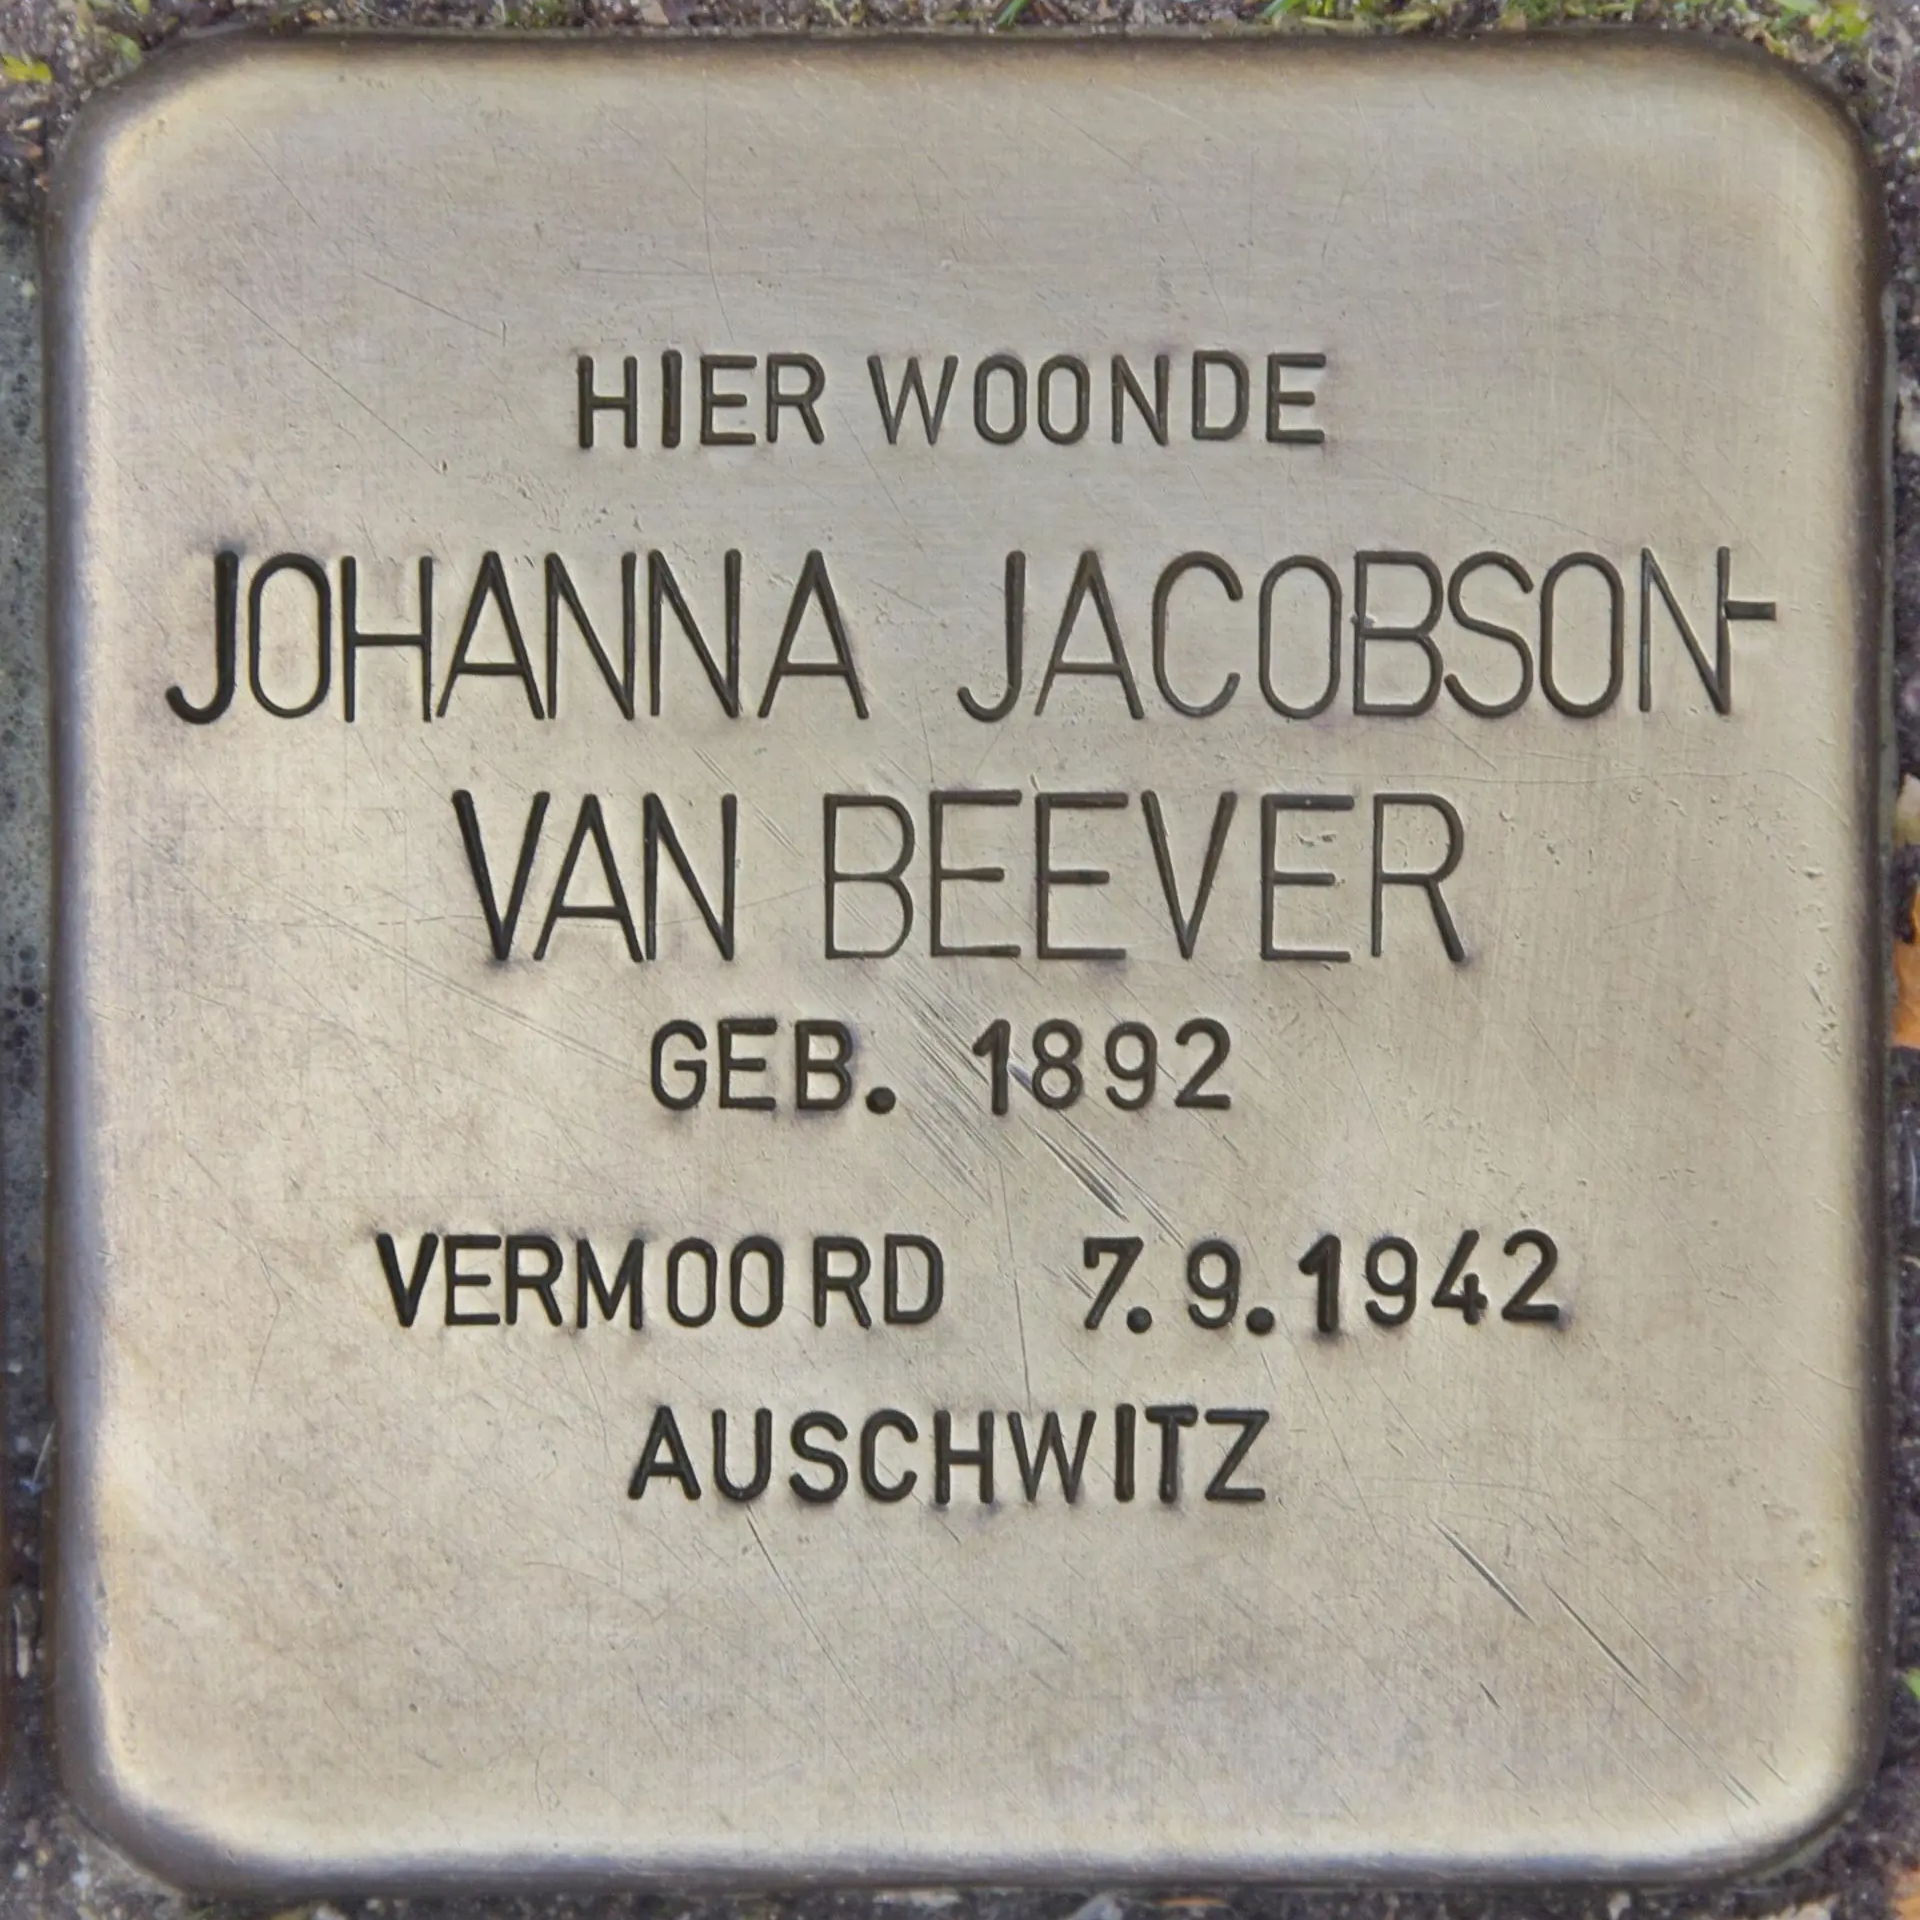 HIER WOONDE
JOHANNA JACOBSON-
VAN BEEVER
GEB. 1892
VERMOORD 7.9.1942
AUSCHWITZ